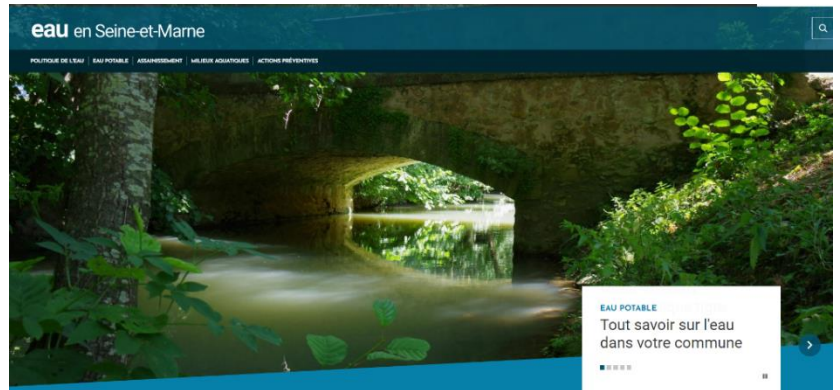 eau en Seine-et-Marne
POLITIQUE DE L'EAU EAU POTABLE ASSAINISSEMENT MILIEUX AQUATIQUES ACTIONS PRÉVENTIVES
EAU POTABLE
Tout savoir sur l'eau
dans votre commune